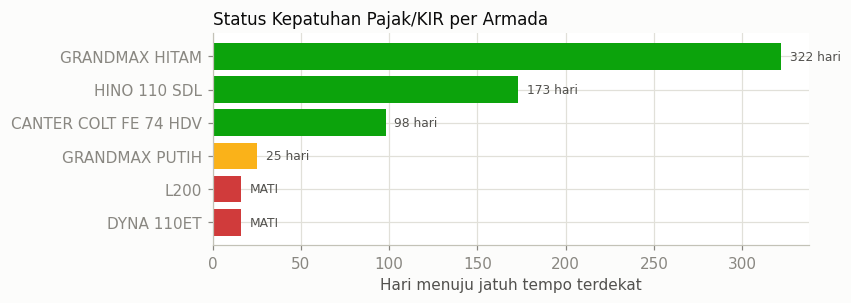 Status Kepatuhan Pajak/KIR per Armada
GRANDMAX HITAM 322 hari
HINO 110 SDL 173 hari
CANTER COLT FE 74 HDV 98 hari
GRANDMAX PUTIH 25 hari
L200 MATI
DYNA 110ET MATI
0 50 100 150 200 250 300
Hari menuju jatuh tempo terdekat